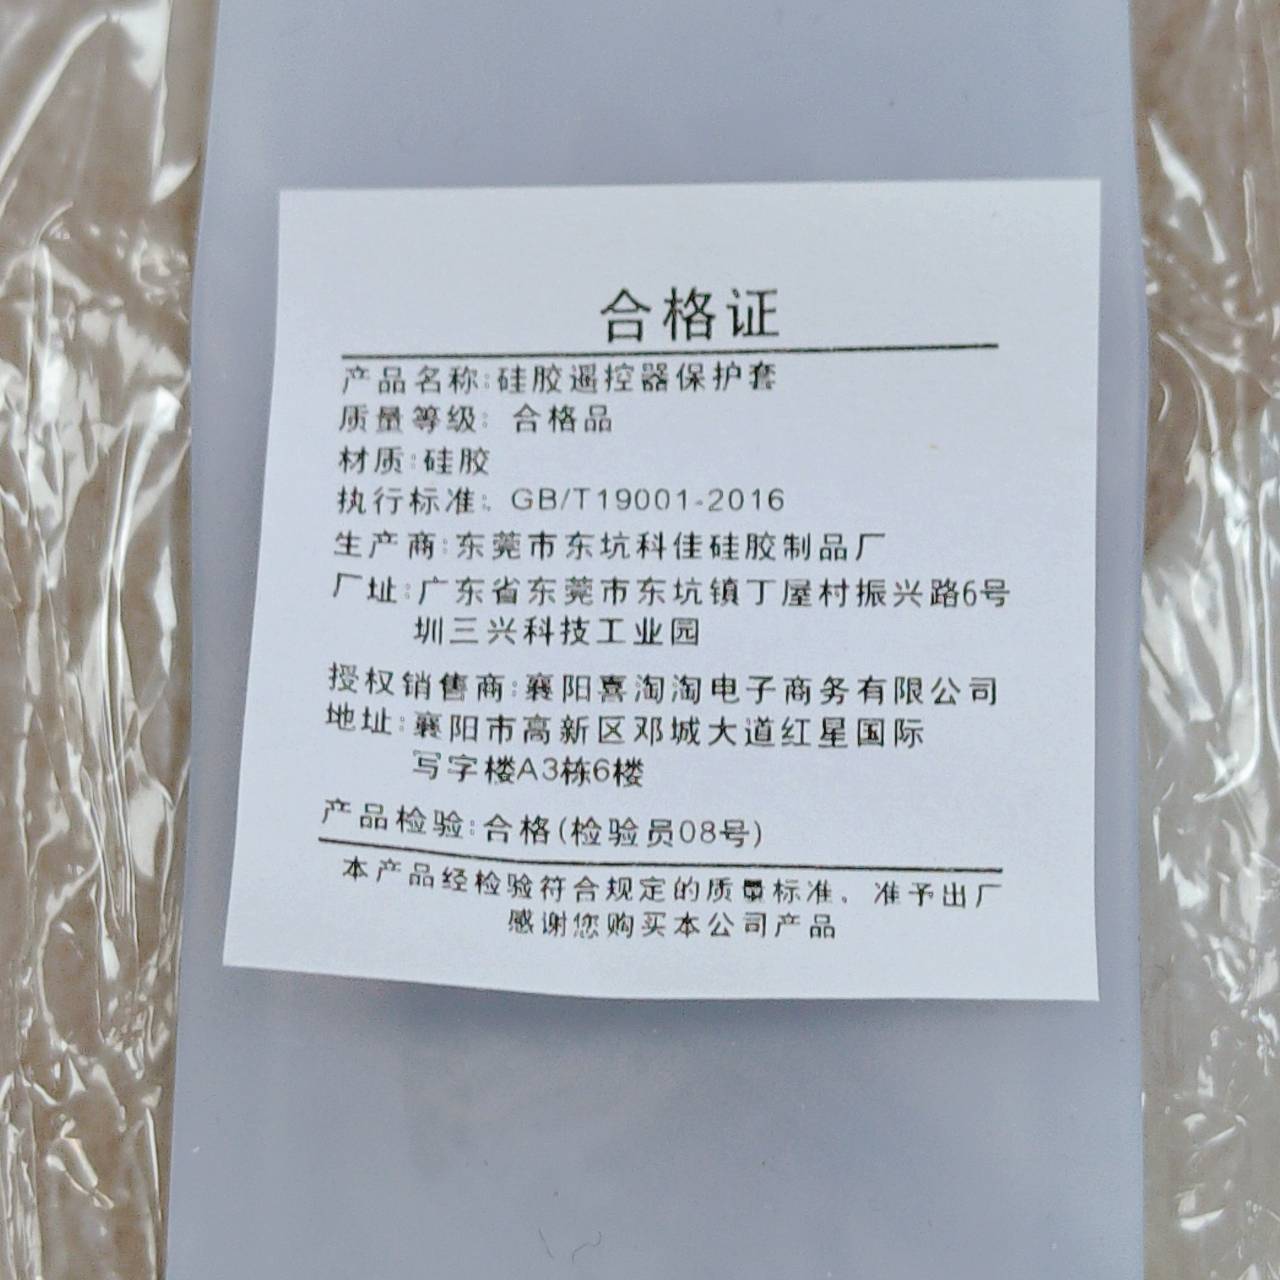 合格证
产品名称:硅胶遥控器保护套
质量等级: 合格品
材质:硅胶
执行标准: GB/T19001-2016
生产商:东莞市东坑科佳硅胶制品厂
厂址:广东省东莞市东坑镇丁屋村振兴路6号
圳三兴科技工业园
授权销售商:襄阳喜淘淘电子商务有限公司
地址:襄阳市高新区邓城大道红星国际
写字楼A3栋6楼
产品检验:合格(检验员08号)
本产品经检验符合规定的质量标准、准予出厂
感谢您购买本公司产品